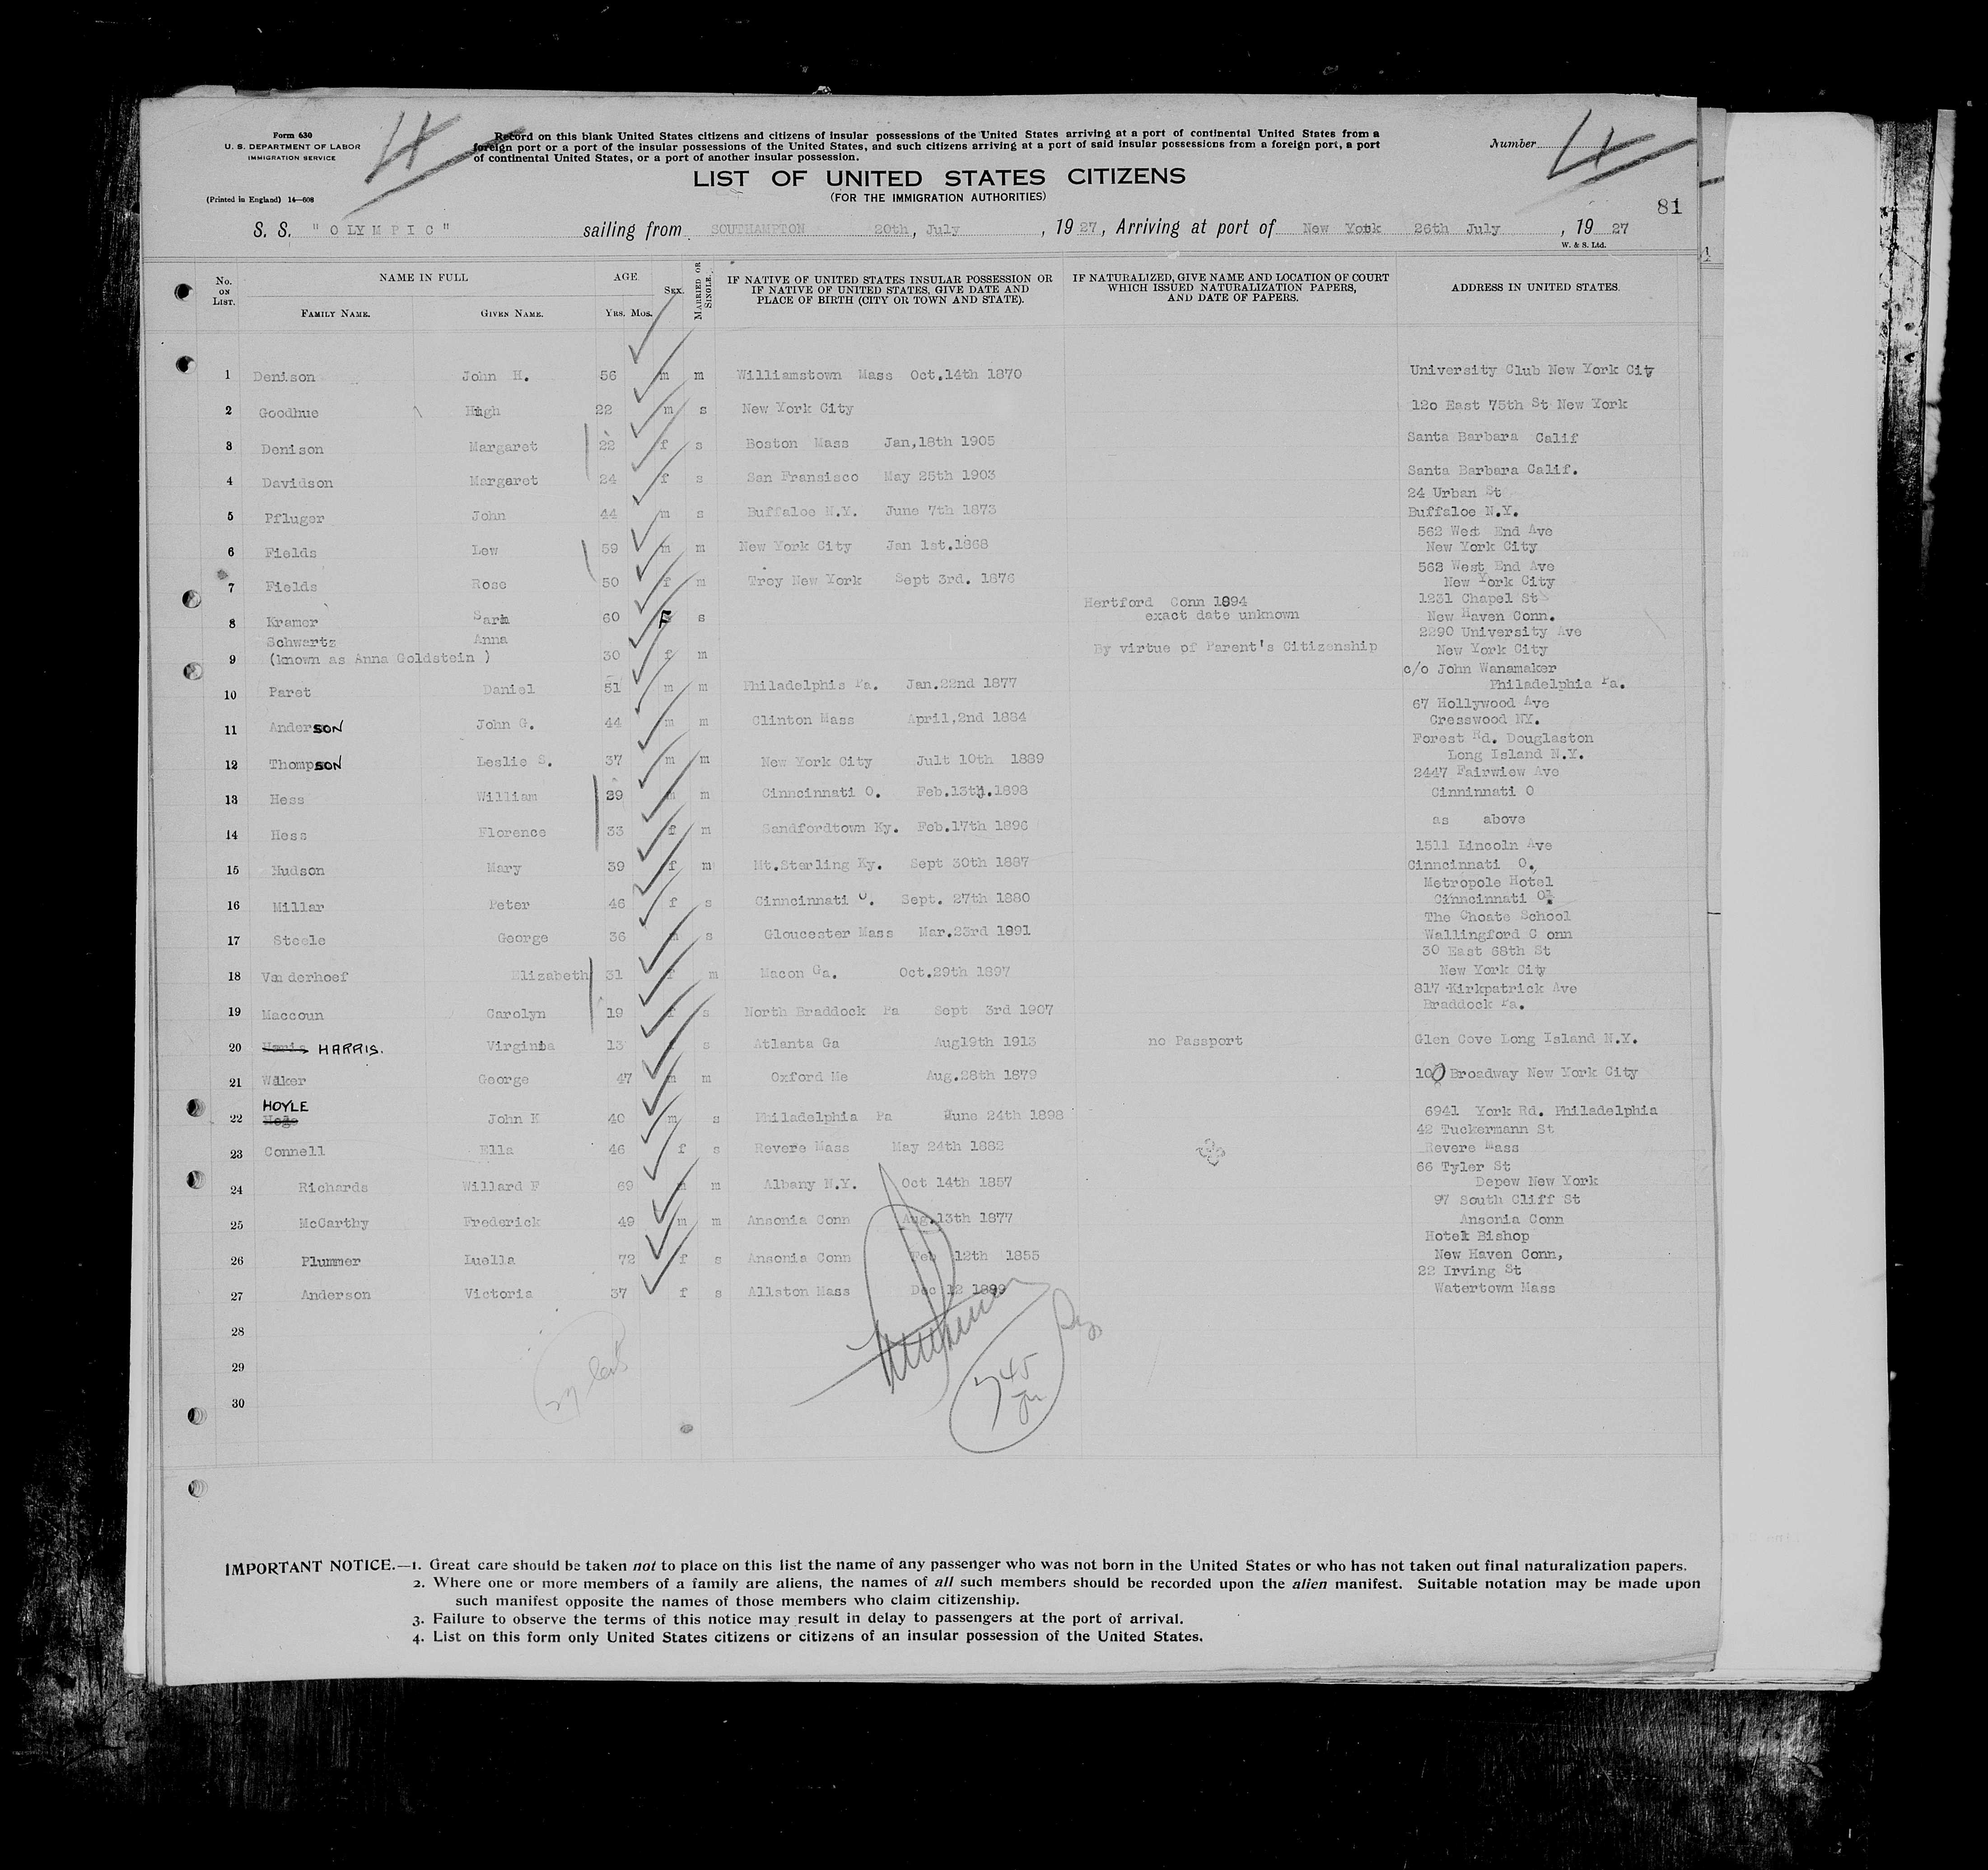 Form 630
U. S. DEPARTMENT OF LABOR
IMMIGRATION SERVICE
(Printed in England) 14—608
Record on this blank United States citizens and citizens of insular possessions of the United States arriving at a port of continental United States from a
foreign port or a port of the insular possessions of the United States, and such citizens arriving at a port of said insular possessions from a foreign port, a port
of continental United States, or a port of another insular possession.
Number
LIST OF UNITED STATES CITIZENS
(FOR THE IMMIGRATION AUTHORITIES)
81
S. S. "OLYMPIC" sailing from SOUTHAMPTON 20th, July, 1927, Arriving at port of New York 26th July, 1927
W. & S. Ltd.
No. ON LIST. NAME IN FULL FAMILY NAME. GIVEN NAME. AGE YRS. MOS. SEX. MARRIED OR SINGLE. IF NATIVE OF UNITED STATES INSULAR POSSESSION OR IF NATIVE OF UNITED STATES, GIVE DATE AND PLACE OF BIRTH (CITY OR TOWN AND STATE). IF NATURALIZED, GIVE NAME AND LOCATION OF COURT WHICH ISSUED NATURALIZATION PAPERS, AND DATE OF PAPERS. ADDRESS IN UNITED STATES.
1 Denison John H. 56 m m Williamstown Mass Oct.14th 1870 University Club New York City
2 Goodhue Hugh 22 m s New York City 120 East 75th St New York
3 Denison Margaret 22 f s Boston Mass Jan,18th 1905 Santa Barbara Calif
4 Davidson Margaret 24 f s San Fransisco May 25th 1903 Santa Barbara Calif.
24 Urban St
5 Pfluger John 44 m s Buffaloe N.Y. June 7th 1873 Buffaloe N.Y.
562 West End Ave
6 Fields Lew 59 m m New York City Jan 1st.1868 New York City
562 West End Ave
7 Fields Rose 50 f m Troy New York Sept 3rd. 1876 New York City
Hertford Conn 1894 1231 Chapel St
8 Kramer Sara 60 F s exact date unknown New Haven Conn.
Schwartz Anna 2290 University Ave
9 (known as Anna Goldstein ) 30 f m By virtue of Parent's Citizenship New York City
c/o John Wanamaker
10 Paret Daniel 51 m m Philadelphis Pa. Jan.22nd 1877 Philadelphia Pa.
67 Hollywood Ave
11 Anderson John G. 44 m m Clinton Mass April,2nd 1884 Cresswood NY.
Forest Rd. Douglaston
12 Thompson Leslie S. 37 m m New York City Jult 10th 1889 Long Island N.Y.
2447 Fairwiew Ave
13 Hess William 29 m m Cinncinnati O. Feb.13th.1898 Cinninnati O
14 Hess Florence 33 f m Sandfordtown Ky. Feb.17th 1896 as above
1511 Lincoln Ave
15 Hudson Mary 39 f m Mt.Sterling Ky. Sept 30th 1887 Cinncinnati O.
Metropole Hotel
16 Millar Peter 46 f s Cinncinnati O. Sept. 27th 1880 Cinncinnati O.
The Choate School
17 Steele George 36 m s Gloucester Mass Mar.23rd 1891 Wallingford C onn
30 East 68th St
18 Vanderhoef Elizabeth 31 f m Macon Ga. Oct.29th 1897 New York City
817 Kirkpatrick Ave
19 Maccoun Carolyn 19 f s North Braddock Pa Sept 3rd 1907 Braddock Pa.
20 HARRIS. Virginia 13 f s Atlanta Ga Aug19th 1913 no Passport Glen Cove Long Island N.Y.
21 Walker George 47 m m Oxford Me Aug.28th 1879 100 Broadway New York City
HOYLE
22 John K 40 m s Philadelphia Pa June 24th 1898 6941 York Rd. Philadelphia
42 Tuckermann St
23 Connell Ella 46 f s Revere Mass May 24th 1882 Revere Mass
66 Tyler St
24 Richards Willard F 69 m m Albany N.Y. Oct 14th 1857 Depew New York
97 South Cliff St
25 McCarthy Frederick 49 m m Ansonia Conn Aug.13th 1877 Ansonia Conn
Hotel Bishop
26 Plummer Luella 72 f s Ansonia Conn Feb 12th 1855 New Haven Conn,
22 Irving St
27 Anderson Victoria 37 f s Allston Mass Dec 12 1899 Watertown Mass
28
29
30
IMPORTANT NOTICE.—1. Great care should be taken not to place on this list the name of any passenger who was not born in the United States or who has not taken out final naturalization papers.
2. Where one or more members of a family are aliens, the names of all such members should be recorded upon the alien manifest. Suitable notation may be made upon
such manifest opposite the names of those members who claim citizenship.
3. Failure to observe the terms of this notice may result in delay to passengers at the port of arrival.
4. List on this form only United States citizens or citizens of an insular possession of the United States.